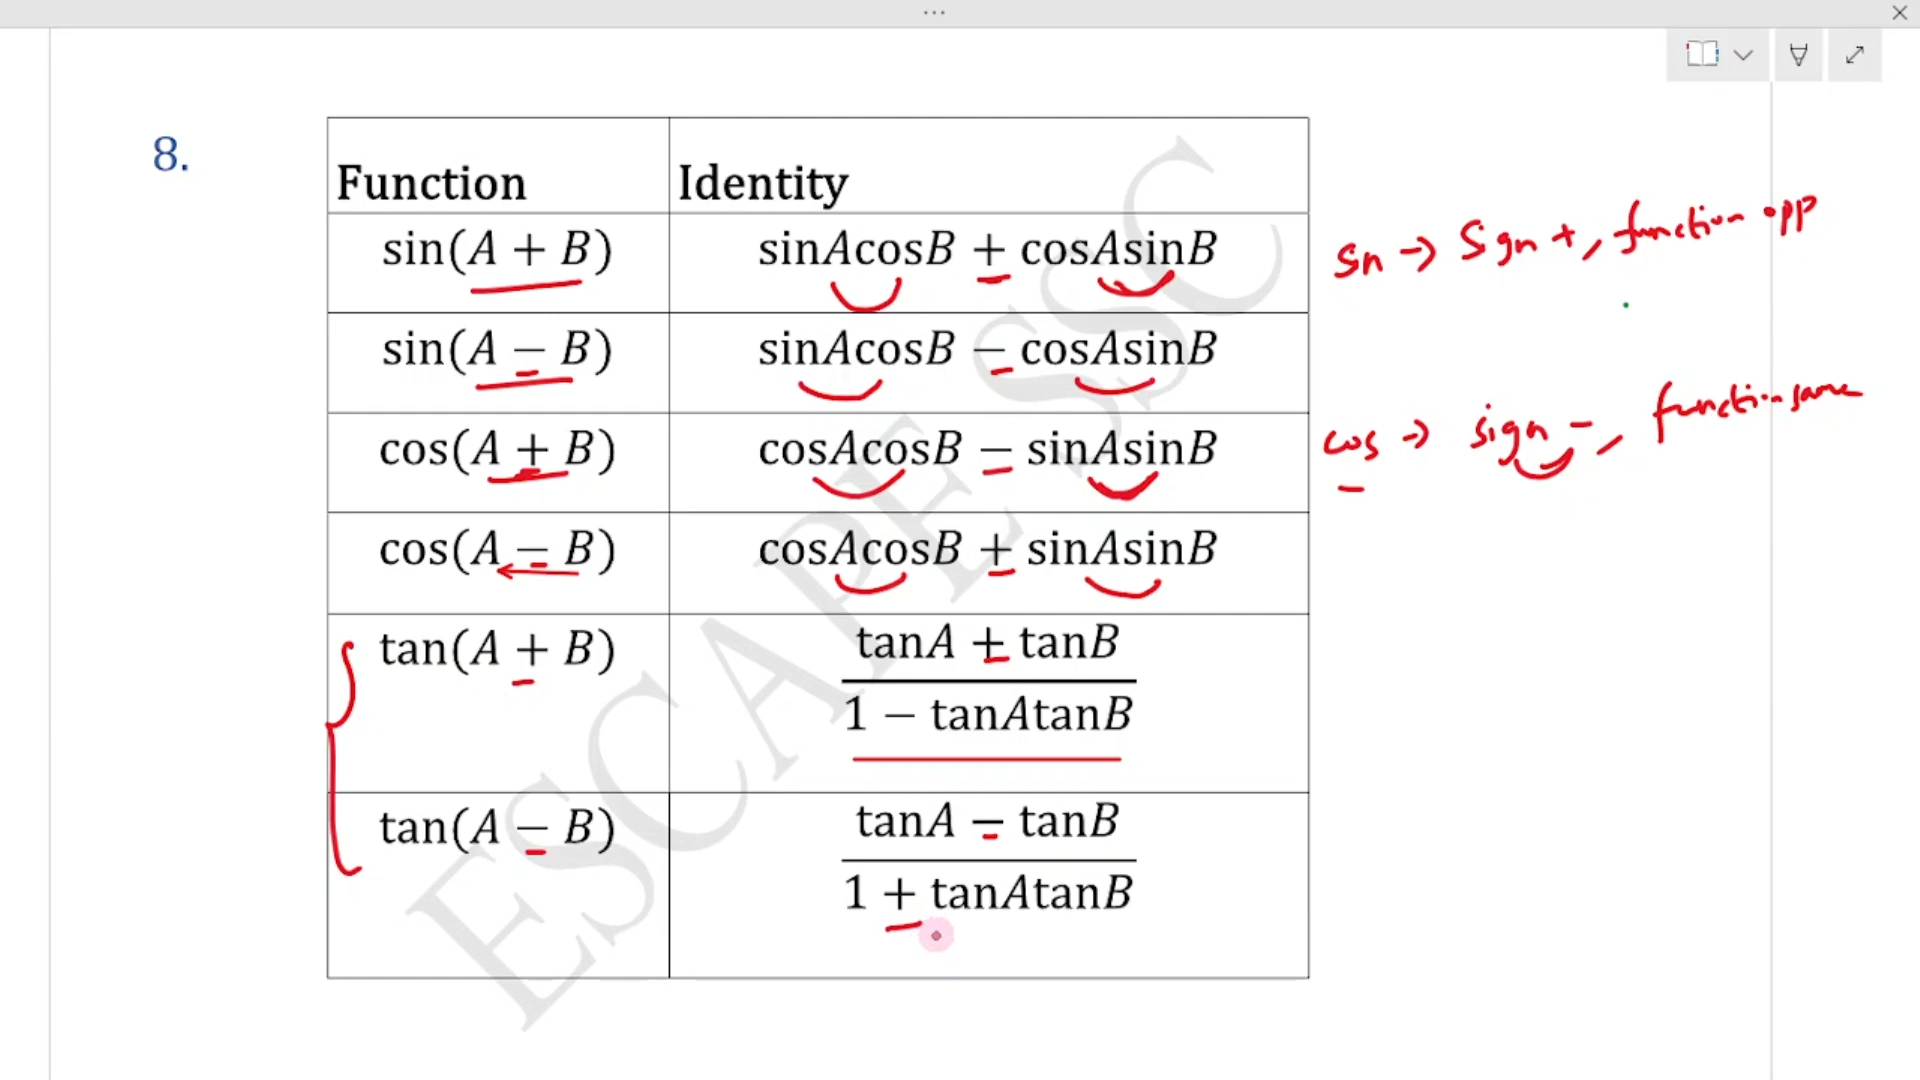 8.
Function Identity
sin(A + B) sinAcosB + cosAsinB
sin → Sign +, function opp
sin(A − B) sinAcosB − cosAsinB
cos(A + B) cosAcosB − sinAsinB
cos → sign −, function same
cos(A − B) cosAcosB + sinAsinB
tan(A + B) tanA + tanB
1 − tanAtanB
tan(A − B) tanA − tanB
1 + tanAtanB
ESCAPE SSC